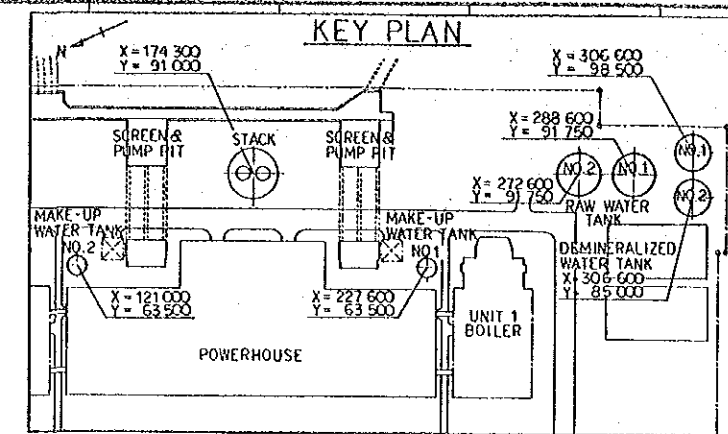 KEY PLAN
N
X = 174 300
Y = 91 000
X = 306 600
Y = 98 500
X = 288 600
Y = 91 750
SCREEN &
PUMP PIT
STACK
SCREEN &
PUMP PIT
NO.2
NO.1
NO.1
NO.2
X = 272 600
Y = 91 750
RAW WATER
TANK
MAKE-UP
WATER TANK
NO.2
MAKE-UP
WATER TANK
NO.1
DEMINERALIZED
WATER TANK
X = 306 600
Y = 85 000
X = 121 000
Y = 63 500
X = 227 600
Y = 63 500
UNIT 1
BOILER
POWERHOUSE